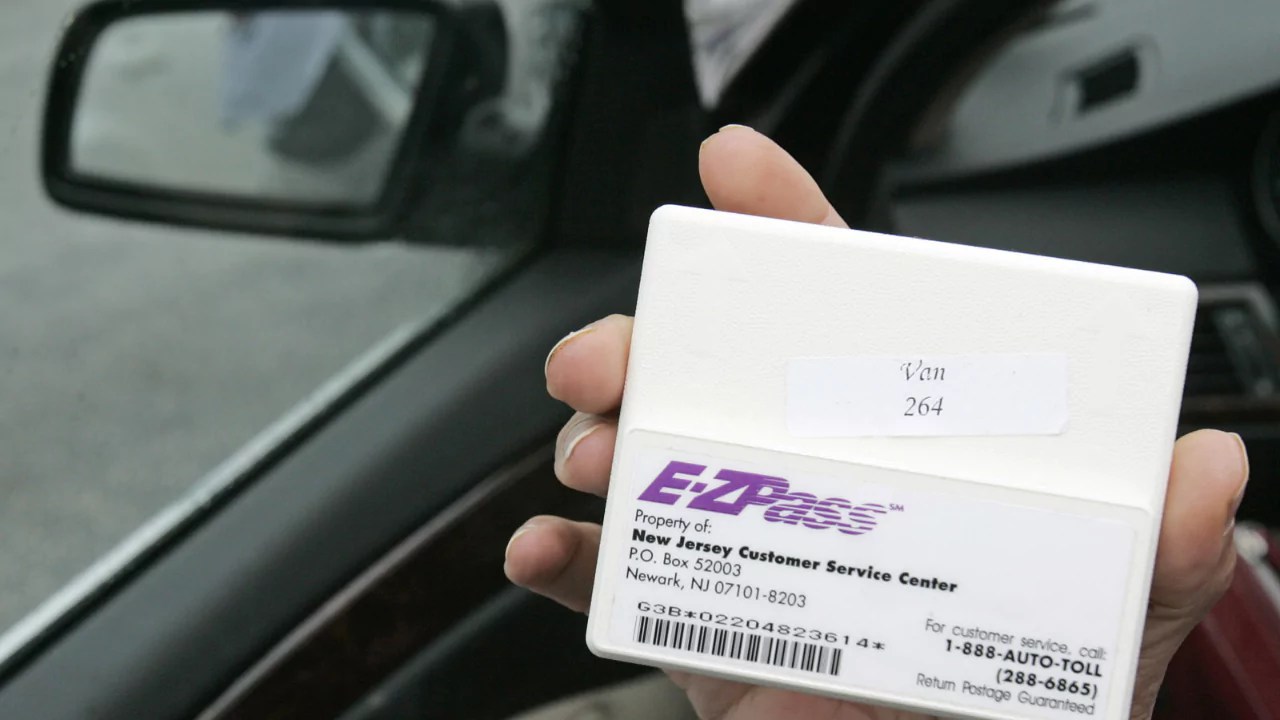 Van
264
E-ZPass SM
Property of:
New Jersey Customer Service Center
P.O. Box 52003
Newark, NJ 07101-8203
G3B*02204823614*
For customer service, call:
1-888-AUTO-TOLL
(288-6865)
Return Postage Guaranteed